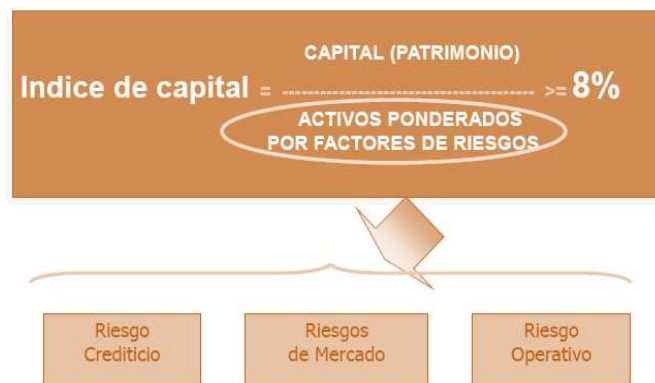 CAPITAL (PATRIMONIO)
Indice de capital = ---------------------------------------- >= 8%
ACTIVOS PONDERADOS
POR FACTORES DE RIESGOS
Riesgo
Crediticio
Riesgos
de Mercado
Riesgo
Operativo